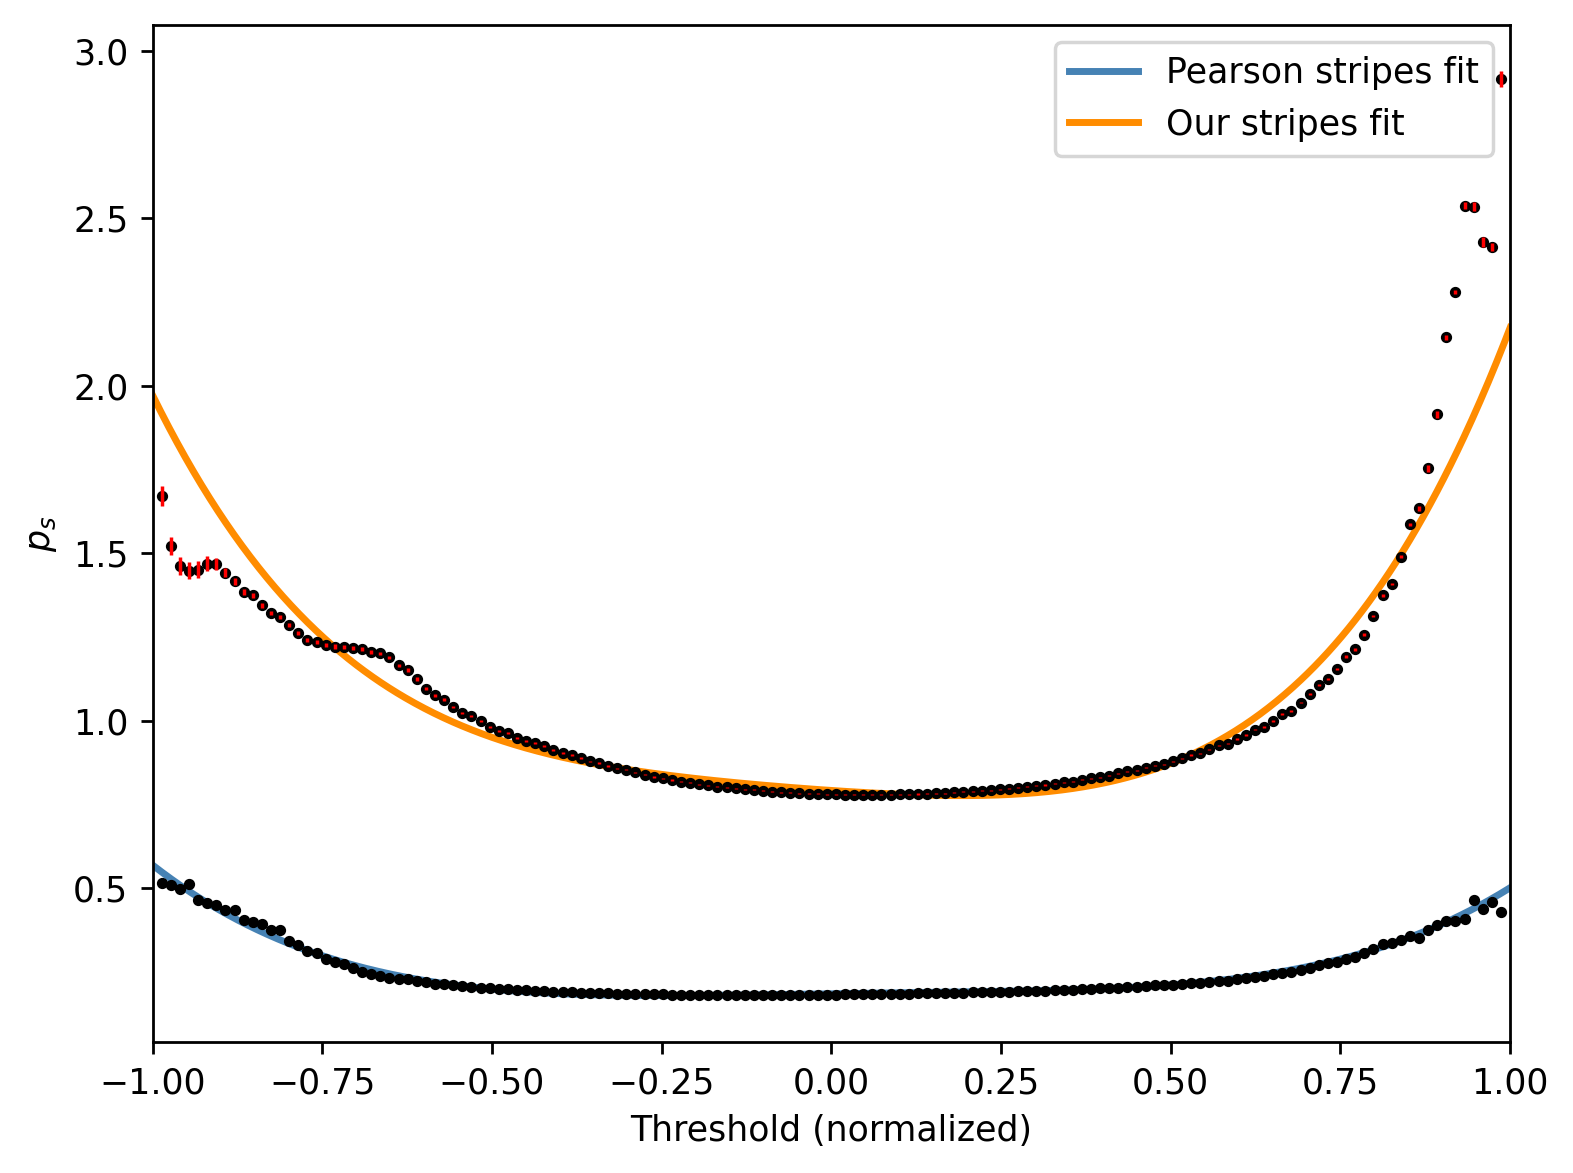 Pearson stripes fit
Our stripes fit
3.0
2.5
2.0
1.5
1.0
0.5
p_s
−1.00 −0.75 −0.50 −0.25 0.00 0.25 0.50 0.75 1.00
Threshold (normalized)